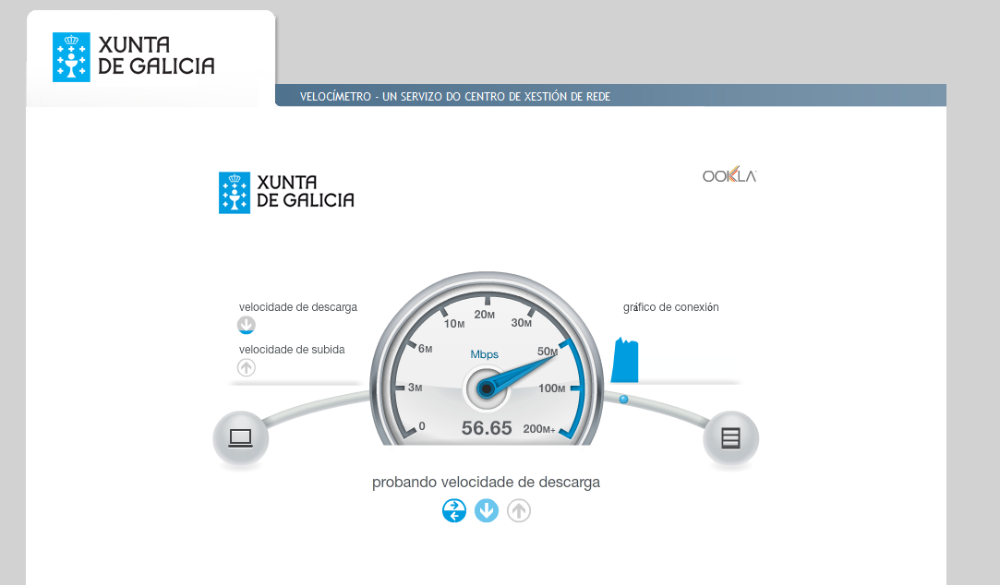 XUNTA
DE GALICIA
VELOCÍMETRO - UN SERVIZO DO CENTRO DE XESTIÓN DE REDE
XUNTA
DE GALICIA
OOKLA
velocidade de descarga
velocidade de subida
gráfico de conexión
0
3M
6M
10M
20M
30M
50M
100M
200M+
Mbps
56.65
probando velocidade de descarga